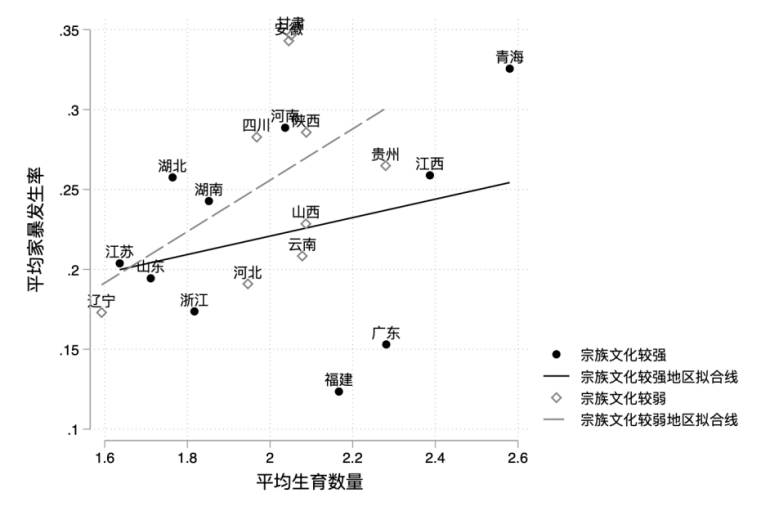 .35
.3
.25
.2
.15
.1
平均家暴发生率
甘肃
安徽
青海
河南
陕西
四川
贵州
江西
湖北
湖南
山西
云南
江苏
山东
河北
辽宁
浙江
广东
福建
1.6
1.8
2
2.2
2.4
2.6
平均生育数量
宗族文化较强
宗族文化较强地区拟合线
宗族文化较弱
宗族文化较弱地区拟合线